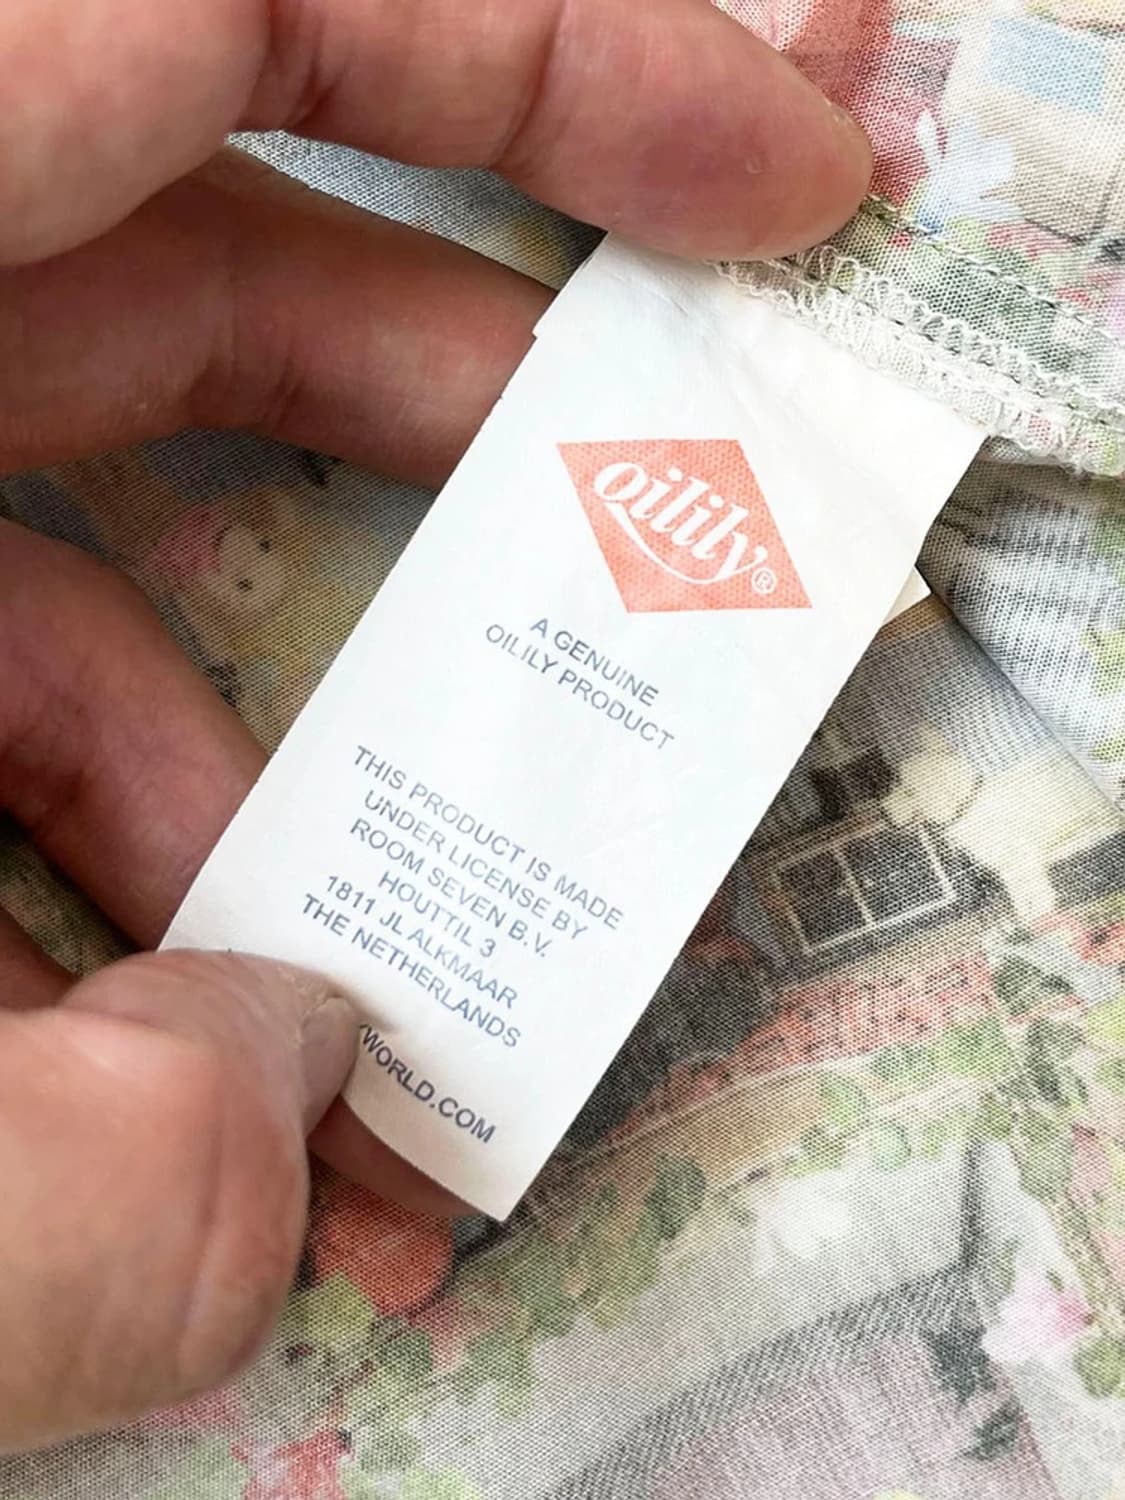 oilily®
A GENUINE
OILILY PRODUCT
THIS PRODUCT IS MADE
UNDER LICENSE BY
ROOM SEVEN B.V.
HOUTTIL 3
1811 JL ALKMAAR
THE NETHERLANDS
WORLD.COM